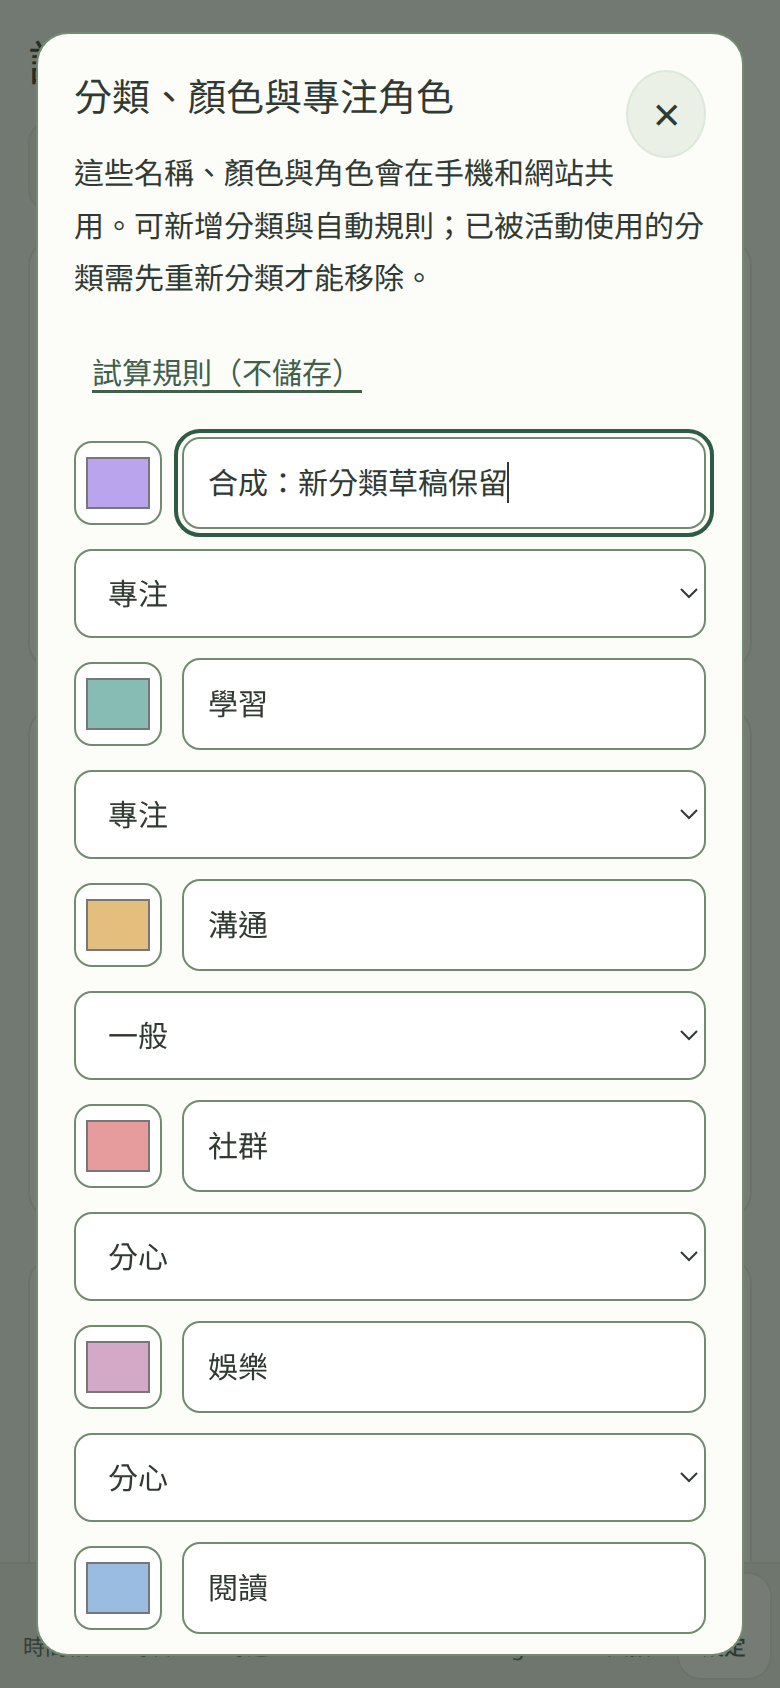 分類、顏色與專注角色
✕
這些名稱、顏色與角色會在手機和網站共
用。可新增分類與自動規則；已被活動使用的分
類需先重新分類才能移除。
試算規則（不儲存）
合成：新分類草稿保留
專注
學習
專注
溝通
一般
社群
分心
娛樂
分心
閱讀